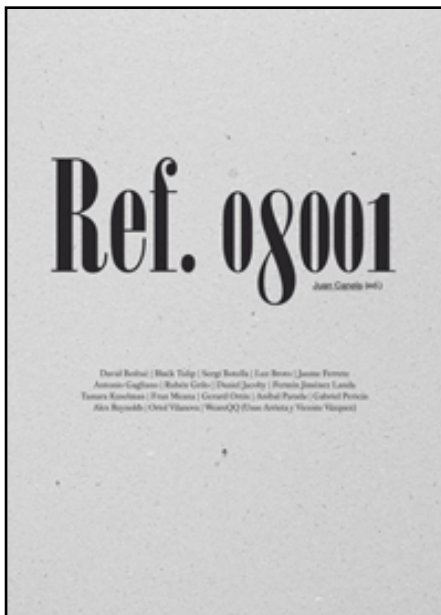 Ref. 08001
Juan Canela (ed.)
David Bestué | Black Tulip | Sergi Botella | Luz Broto | Jaume Ferrete
Antonio Gagliano | Rubén Grilo | Daniel Jacoby | Fermín Jiménez Landa
Tamara Kuselman | Fran Meana | Gerard Ortín | Aníbal Parada | Gabriel Pericàs
Alex Reynolds | Oriol Vilanova | WeareQQ (Usue Arrieta y Vicente Vázquez)